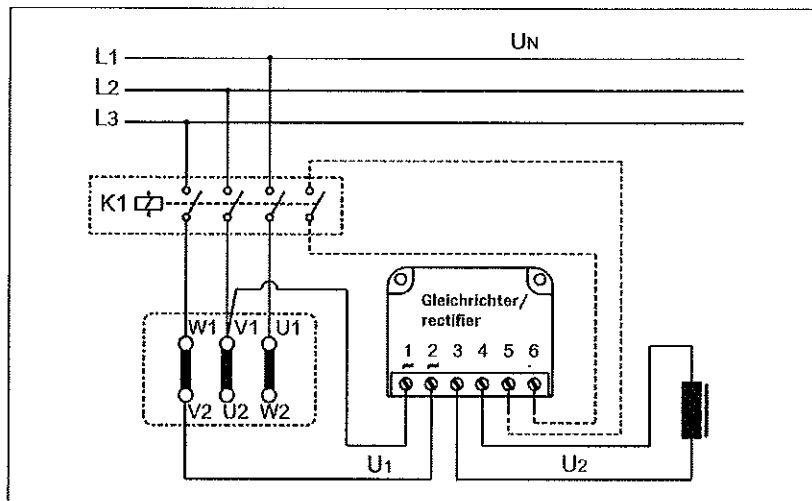 UN
L1
L2
L3
K1
W1 V1 U1
V2 U2 W2
Gleichrichter/
rectifier
1 2 3 4 5 6
U1
U2